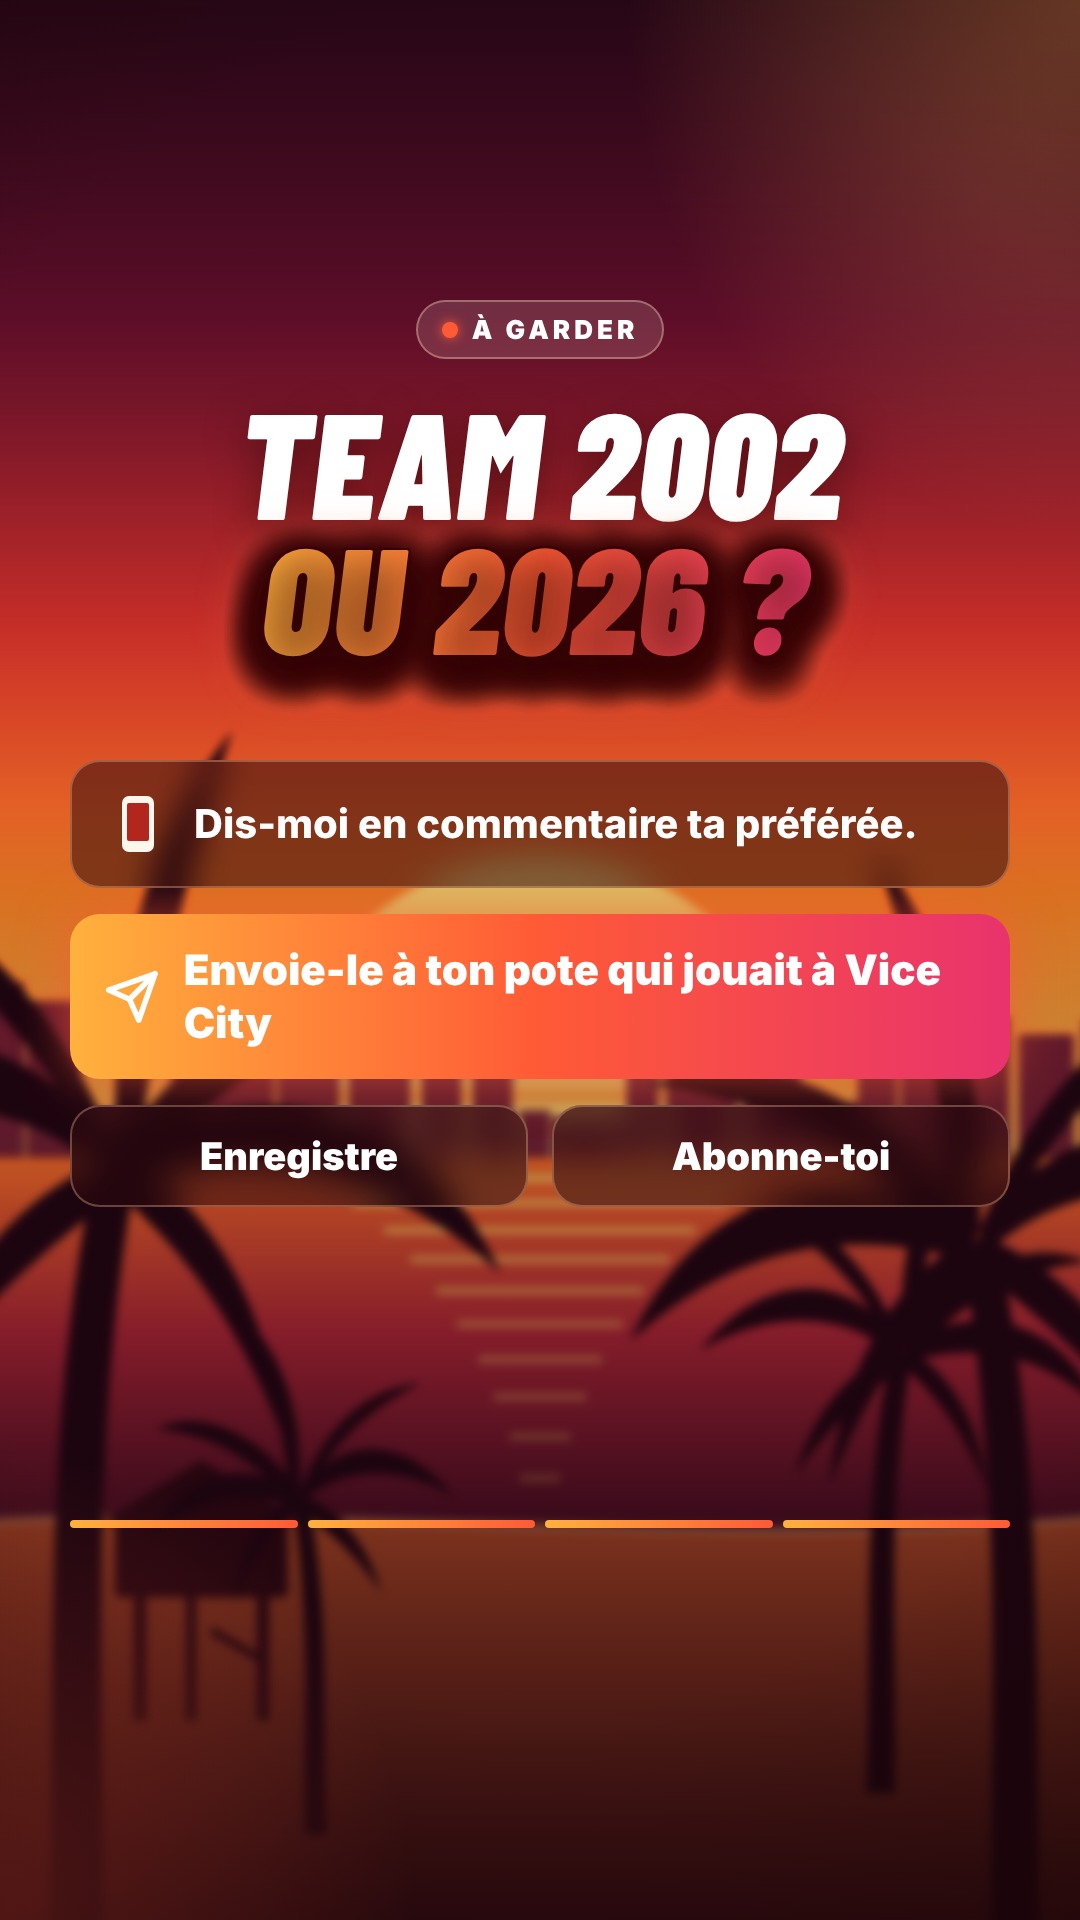 À GARDER
TEAM 2002
OU 2026 ?
Dis-moi en commentaire ta préférée.
Envoie-le à ton pote qui jouait à Vice
City
Enregistre
Abonne-toi